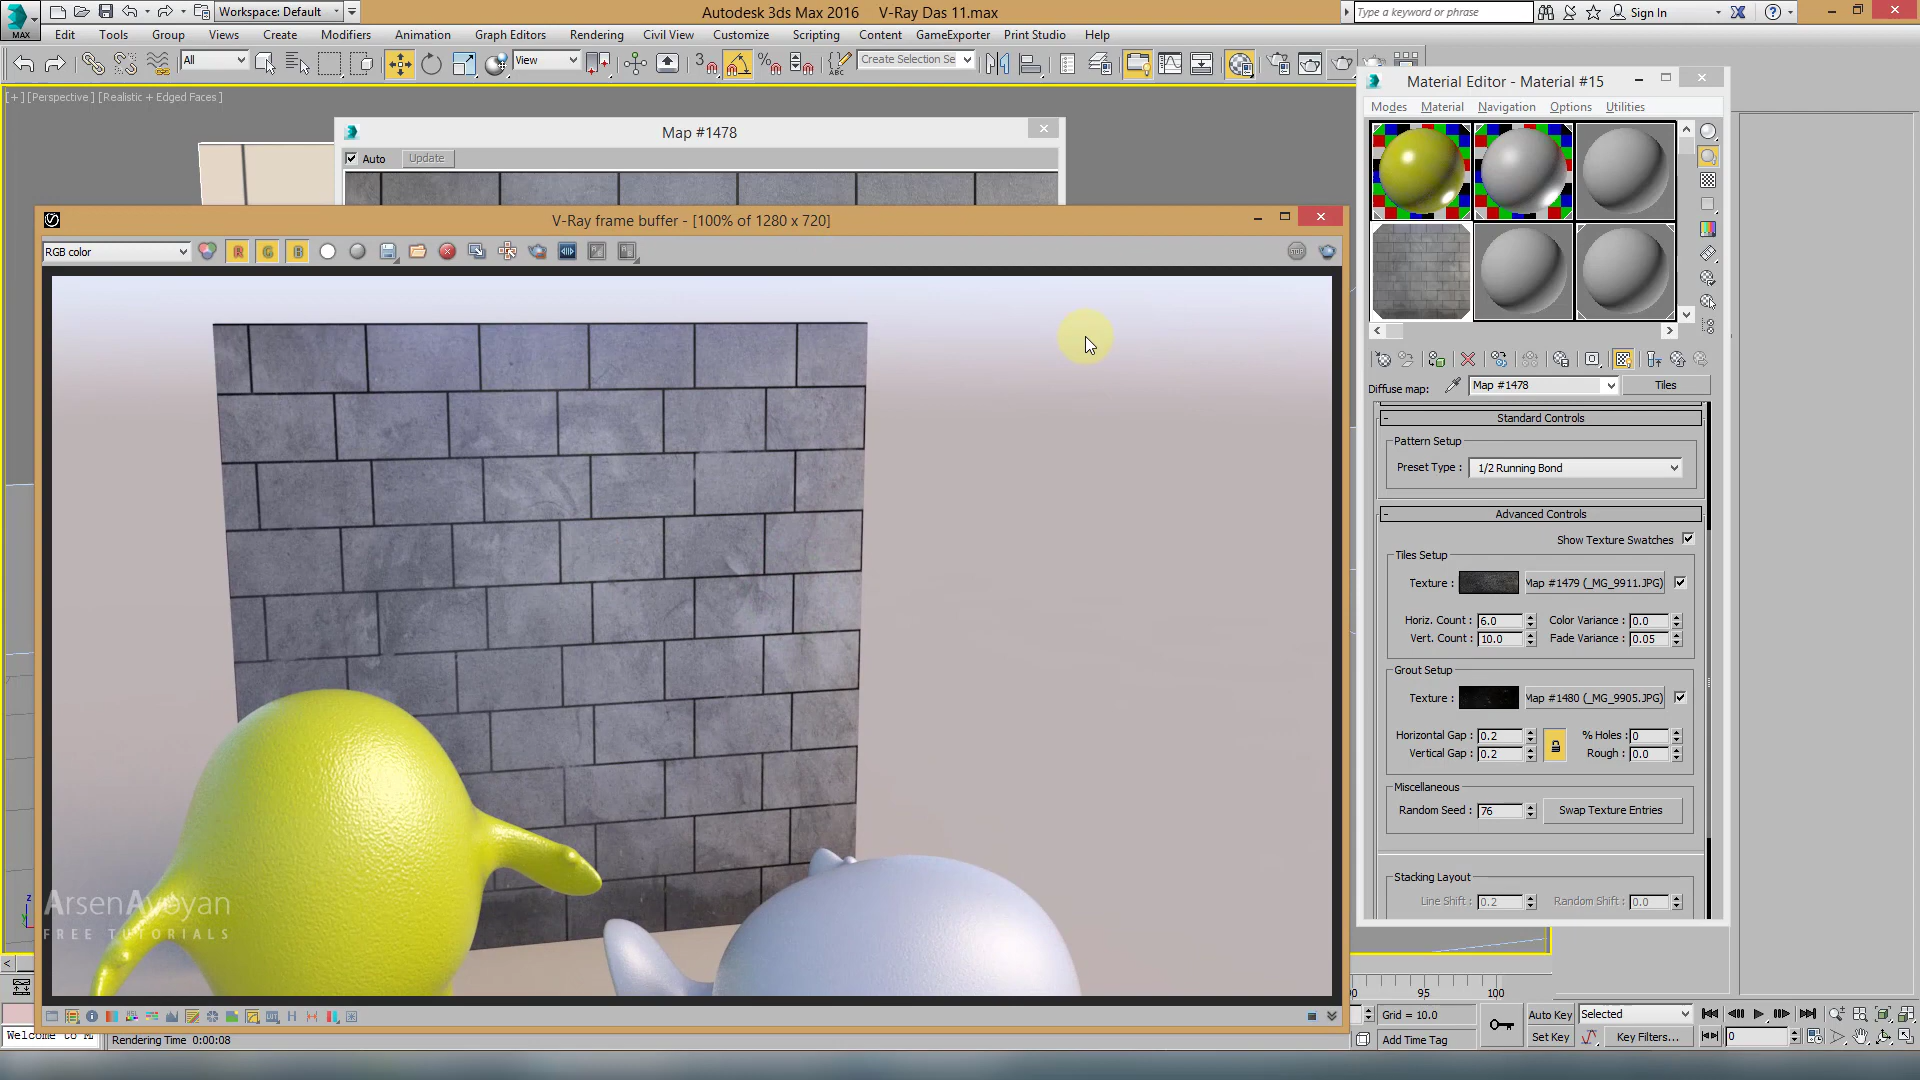 MAX
Workspace: Default
Autodesk 3ds Max 2016 V-Ray Das 11.max
Type a keyword or phrase
Sign In
Edit Tools Group Views Create Modifiers Animation Graph Editors Rendering Civil View Customize Scripting Content GameExporter Print Studio Help
All
View
3
ABC
Create Selection Se
[+] [Perspective] [Realistic + Edged Faces]
Map #1478
Auto
Update
V-Ray frame buffer - [100% of 1280 x 720]
RGB color
R G B
STOP
ArsenAyoyan
FREE TUTORIALS
Material Editor - Material #15
Modes Material Navigation Options Utilities
Diffuse map:
Map #1478
Tiles
Standard Controls
Pattern Setup
Preset Type :
1/2 Running Bond
Advanced Controls
Show Texture Swatches
Tiles Setup
Texture :
Map #1479 (_MG_9911.JPG)
Horiz. Count : 6.0 Color Variance : 0.0
Vert. Count : 10.0 Fade Variance : 0.05
Grout Setup
Texture :
Map #1480 (_MG_9905.JPG)
Horizontal Gap : 0.2 % Holes : 0
Vertical Gap : 0.2 Rough : 0.0
Miscellaneous
Random Seed : 76 Swap Texture Entries
Stacking Layout
Line Shift : 0.2 Random Shift : 0.0
95 100
Welcome to M
Rendering Time 0:00:08
Grid = 10.0
Add Time Tag
Auto Key
Selected
Set Key
Key Filters...
0